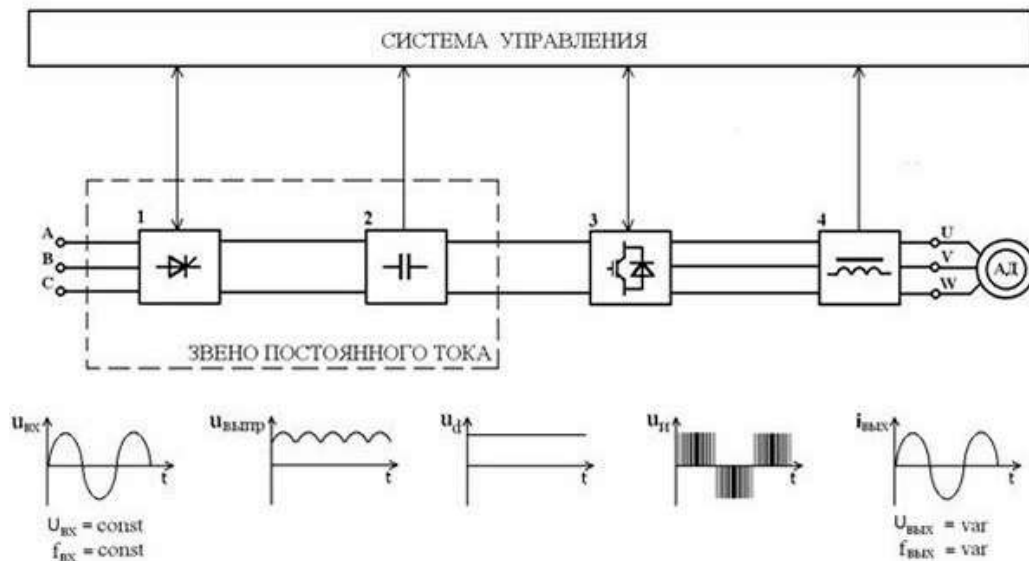 СИСТЕМА УПРАВЛЕНИЯ
1
2
3
4
A
B
C
U
V
W
АД
ЗВЕНО ПОСТОЯННОГО ТОКА
uвх
t
uвыпр
t
ud
t
uи
t
iвых
t
Uвх = const
fвх = const
Uвых = var
fвых = var